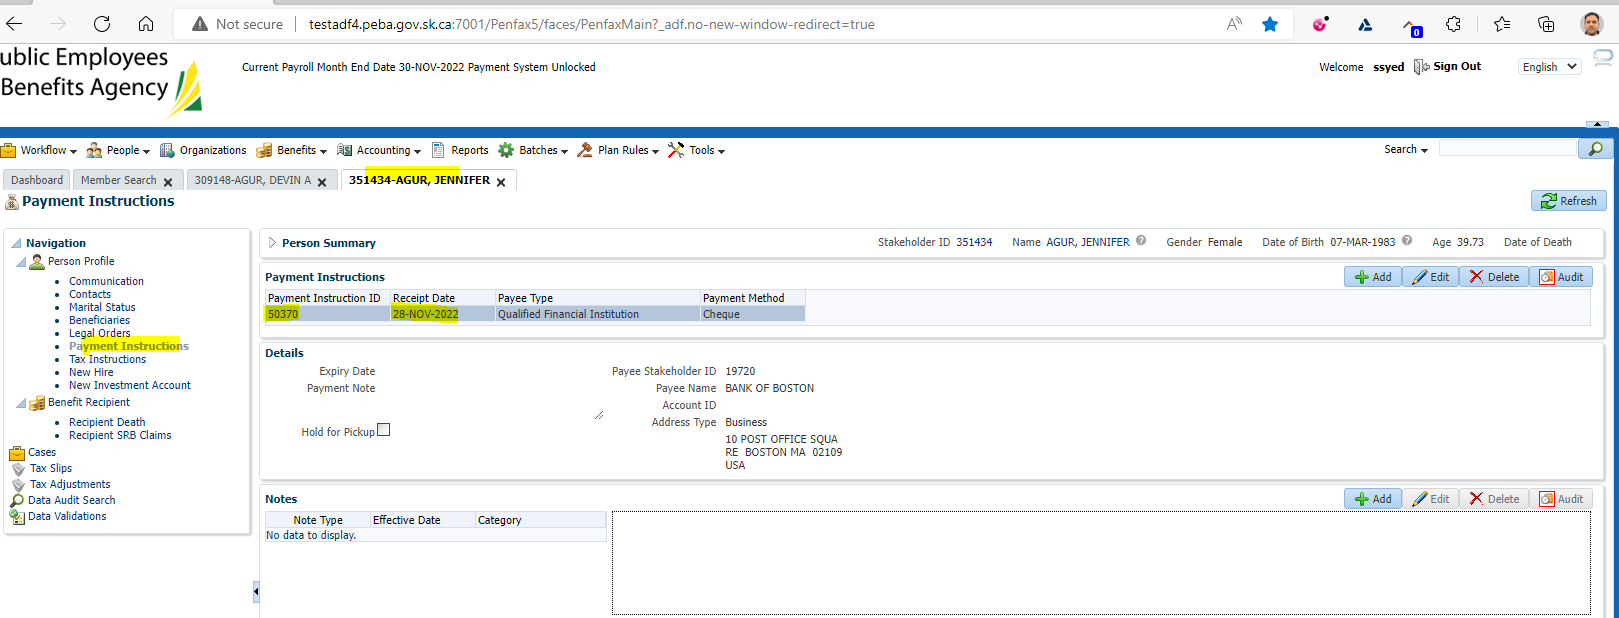 Not secure testadf4.peba.gov.sk.ca:7001/Penfax5/faces/PenfaxMain?_adf.no-new-window-redirect=true
0
ublic Employees
Benefits Agency
Current Payroll Month End Date 30-NOV-2022 Payment System Unlocked
Welcome ssyed Sign Out English
Workflow People Organizations Benefits Accounting Reports Batches Plan Rules Tools Search
Dashboard Member Search 309148-AGUR, DEVIN A 351434-AGUR, JENNIFER
Payment Instructions Refresh
Navigation
Person Profile
Communication
Contacts
Marital Status
Beneficiaries
Legal Orders
Payment Instructions
Tax Instructions
New Hire
New Investment Account
Benefit Recipient
Recipient Death
Recipient SRB Claims
Cases
Tax Slips
Tax Adjustments
Data Audit Search
Data Validations
Person Summary Stakeholder ID 351434 Name AGUR, JENNIFER Gender Female Date of Birth 07-MAR-1983 Age 39.73 Date of Death
Payment Instructions Add Edit Delete Audit
Payment Instruction ID Receipt Date Payee Type Payment Method
50370 28-NOV-2022 Qualified Financial Institution Cheque
Details
Expiry Date Payee Stakeholder ID 19720
Payment Note Payee Name BANK OF BOSTON
Account ID
Hold for Pickup Address Type Business
10 POST OFFICE SQUA
RE BOSTON MA 02109
USA
Notes Add Edit Delete Audit
Note Type Effective Date Category
No data to display.